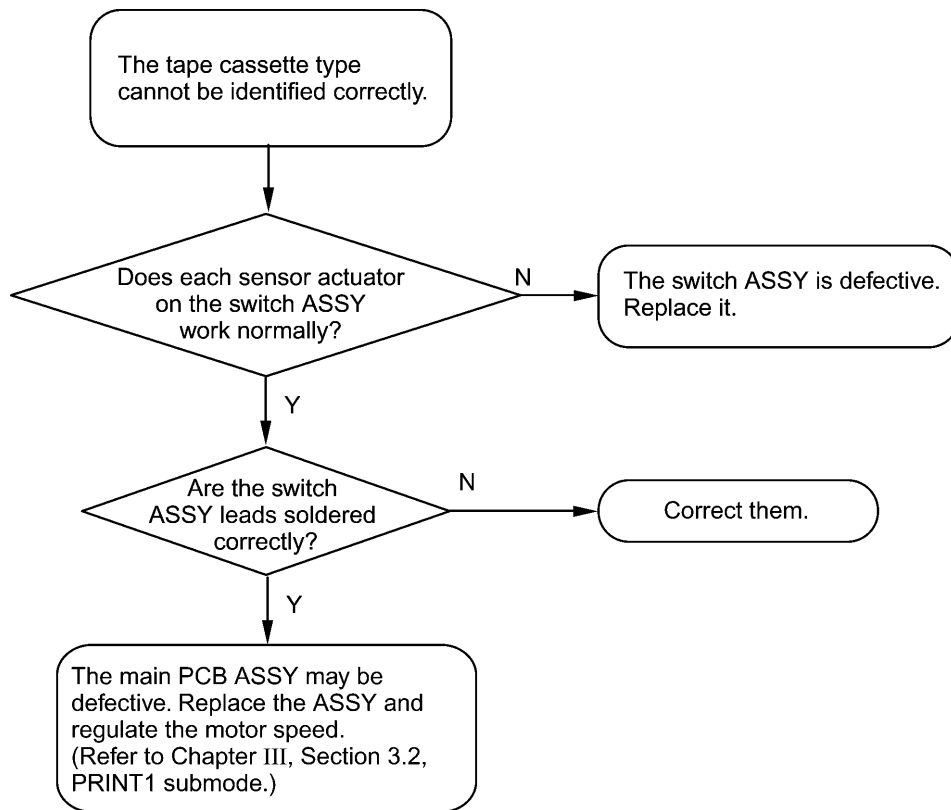 The tape cassette type
cannot be identified correctly.
Does each sensor actuator
on the switch ASSY
work normally?
N
The switch ASSY is defective.
Replace it.
Y
Are the switch
ASSY leads soldered
correctly?
N
Correct them.
Y
The main PCB ASSY may be
defective. Replace the ASSY and
regulate the motor speed.
(Refer to Chapter III, Section 3.2,
PRINT1 submode.)